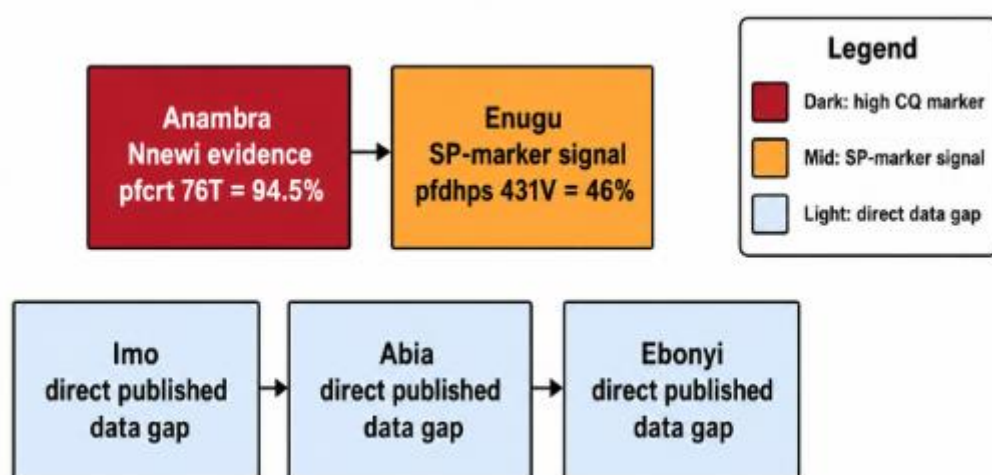 Anambra
Nnewi evidence
pfcrt 76T = 94.5%
Enugu
SP-marker signal
pfdhps 431V = 46%
Legend
Dark: high CQ marker
Mid: SP-marker signal
Light: direct data gap
Imo
direct published
data gap
Abia
direct published
data gap
Ebonyi
direct published
data gap